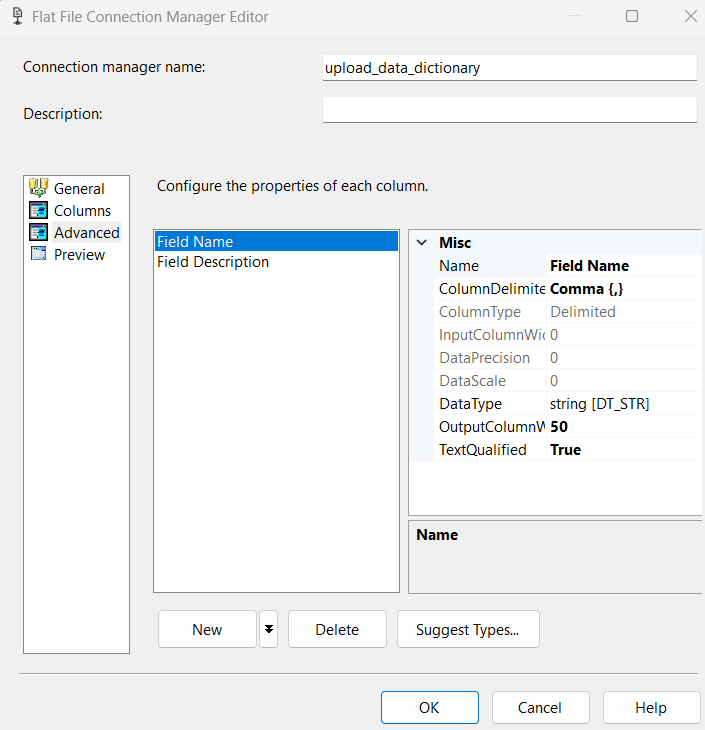 Flat File Connection Manager Editor
Connection manager name:
upload_data_dictionary
Description:
General
Columns
Advanced
Preview
Configure the properties of each column.
Field Name
Field Description
Misc
Name Field Name
ColumnDelimite Comma {,}
ColumnType Delimited
InputColumnWic 0
DataPrecision 0
DataScale 0
DataType string [DT_STR]
OutputColumnW 50
TextQualified True
Name
New
Delete
Suggest Types...
OK
Cancel
Help